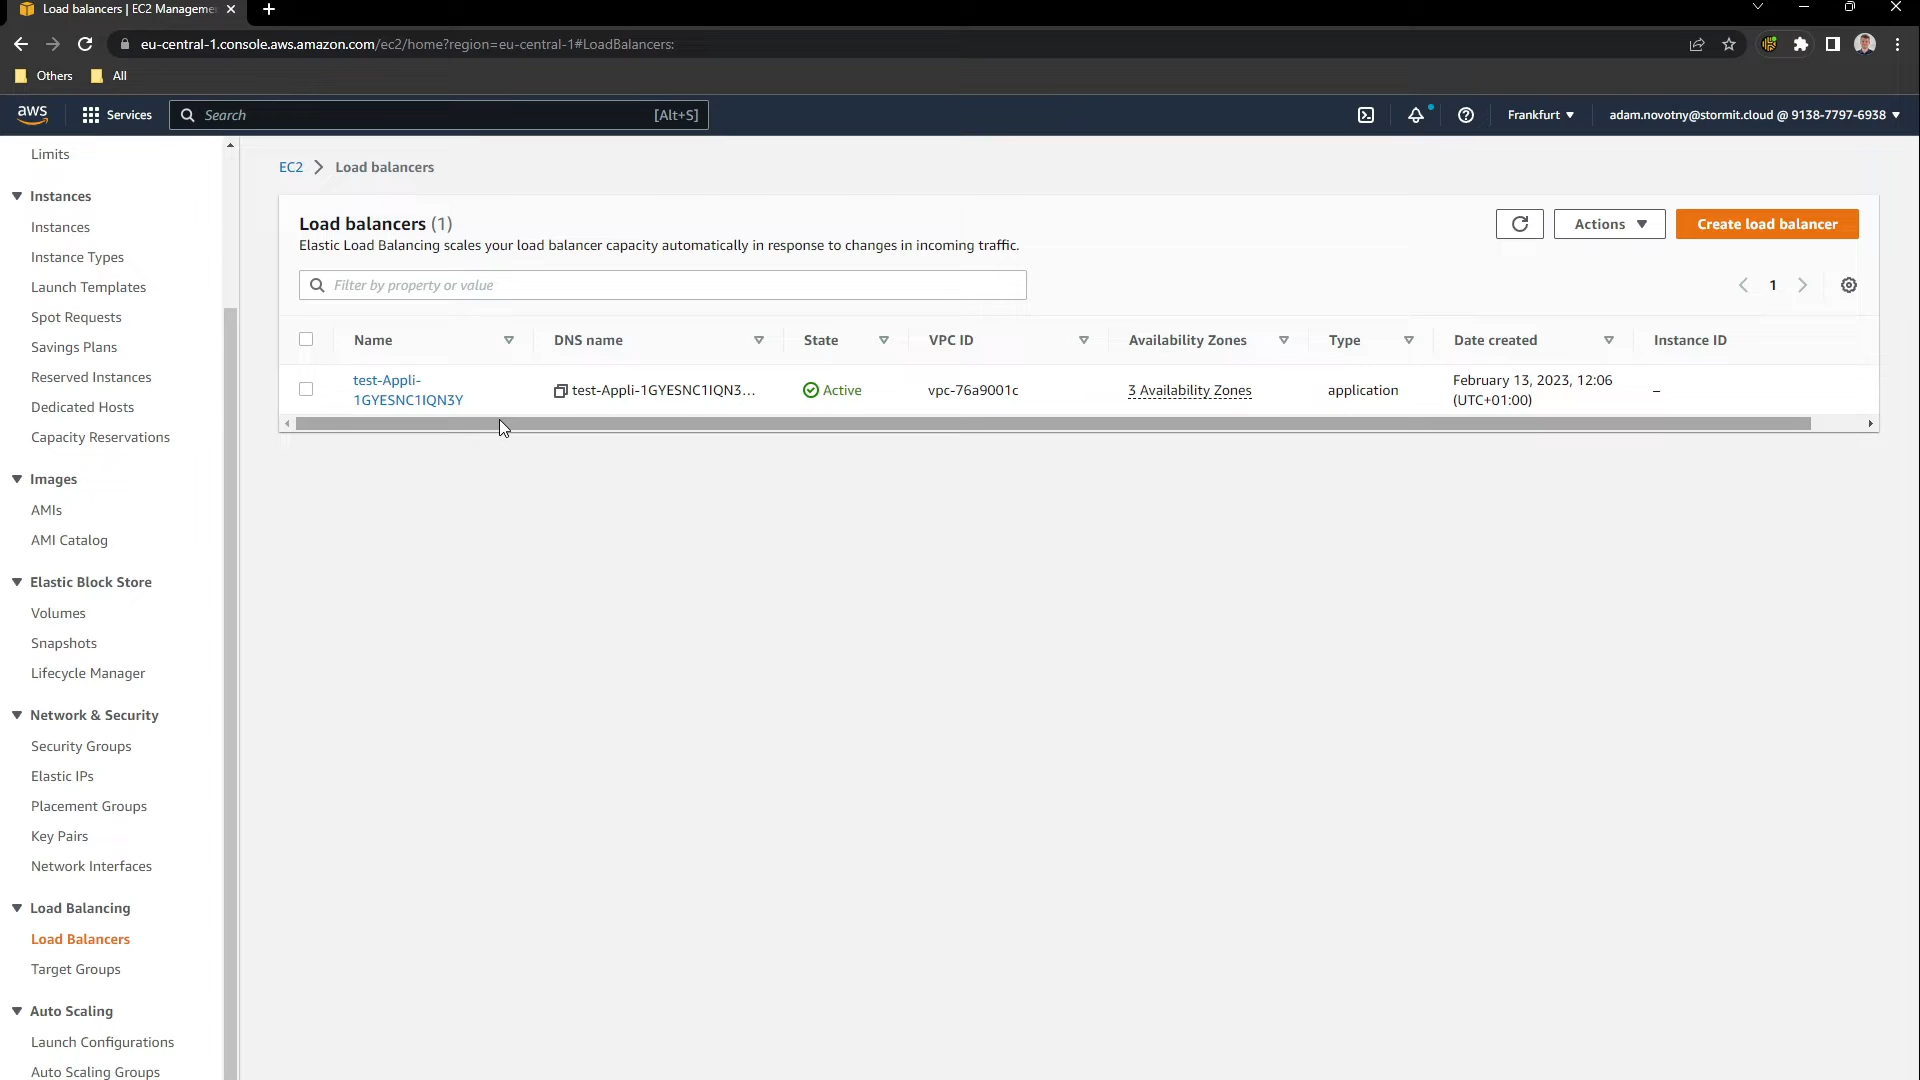 Load balancers | EC2 Manageme
eu-central-1.console.aws.amazon.com/ec2/home?region=eu-central-1#LoadBalancers:
Others
All
aws
Services
Search
[Alt+S]
Frankfurt
adam.novotny@stormit.cloud @ 9138-7797-6938
Limits
Instances
Instances
Instance Types
Launch Templates
Spot Requests
Savings Plans
Reserved Instances
Dedicated Hosts
Capacity Reservations
Images
AMIs
AMI Catalog
Elastic Block Store
Volumes
Snapshots
Lifecycle Manager
Network & Security
Security Groups
Elastic IPs
Placement Groups
Key Pairs
Network Interfaces
Load Balancing
Load Balancers
Target Groups
Auto Scaling
Launch Configurations
Auto Scaling Groups
EC2 > Load balancers
Load balancers (1)
Elastic Load Balancing scales your load balancer capacity automatically in response to changes in incoming traffic.
Actions
Create load balancer
Filter by property or value
1
Name
DNS name
State
VPC ID
Availability Zones
Type
Date created
Instance ID
test-Appli-
1GYESNC1IQN3Y
test-Appli-1GYESNC1IQN3...
Active
vpc-76a9001c
3 Availability Zones
application
February 13, 2023, 12:06
(UTC+01:00)
–